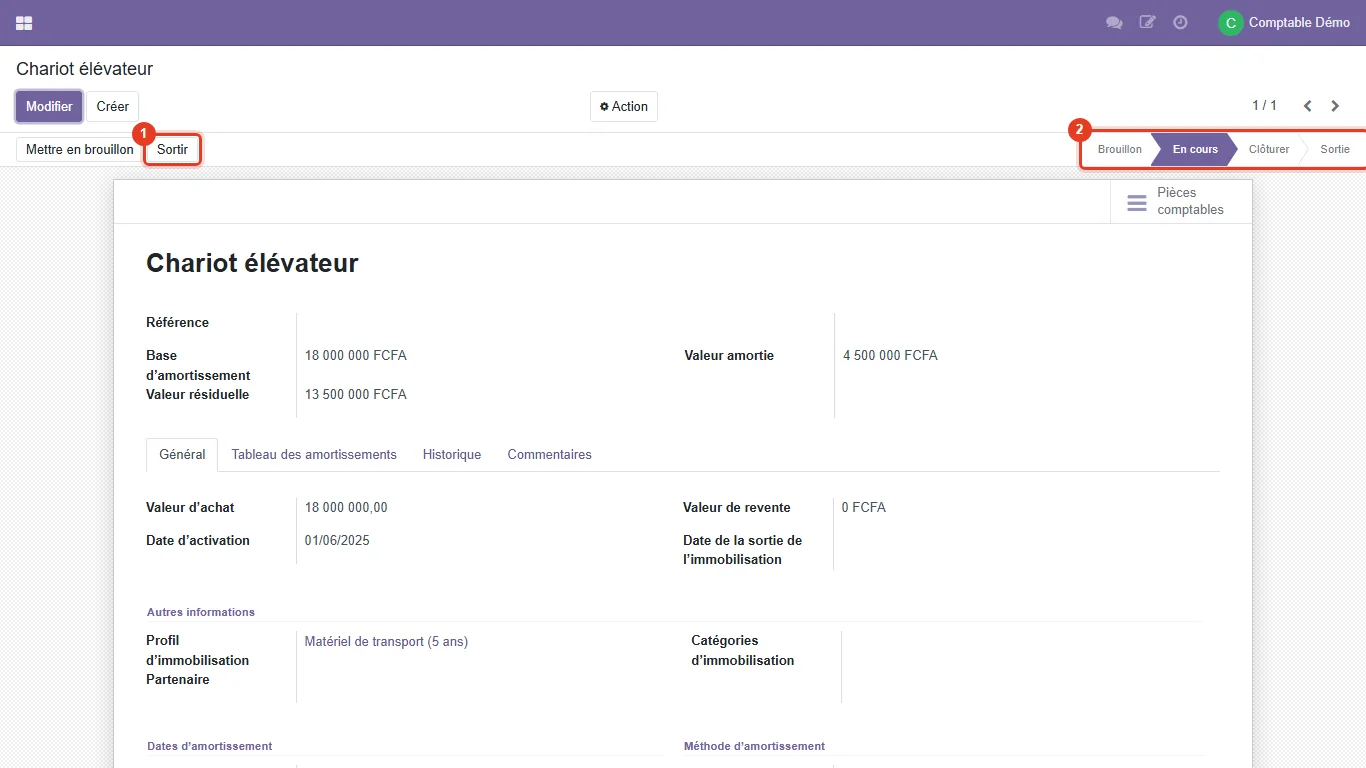 C Comptable Démo
Chariot élévateur
Modifier Créer Action 1 / 1
1 2
Mettre en brouillon Sortir Brouillon En cours Clôturer Sortie
Pièces
comptables
Chariot élévateur
Référence
Base
d’amortissement 18 000 000 FCFA Valeur amortie 4 500 000 FCFA
Valeur résiduelle 13 500 000 FCFA
Général Tableau des amortissements Historique Commentaires
Valeur d’achat 18 000 000,00 Valeur de revente 0 FCFA
Date d’activation 01/06/2025 Date de la sortie de
l’immobilisation
Autres informations
Profil
d’immobilisation Matériel de transport (5 ans) Catégories
d’immobilisation
Partenaire
Dates d’amortissement Méthode d’amortissement